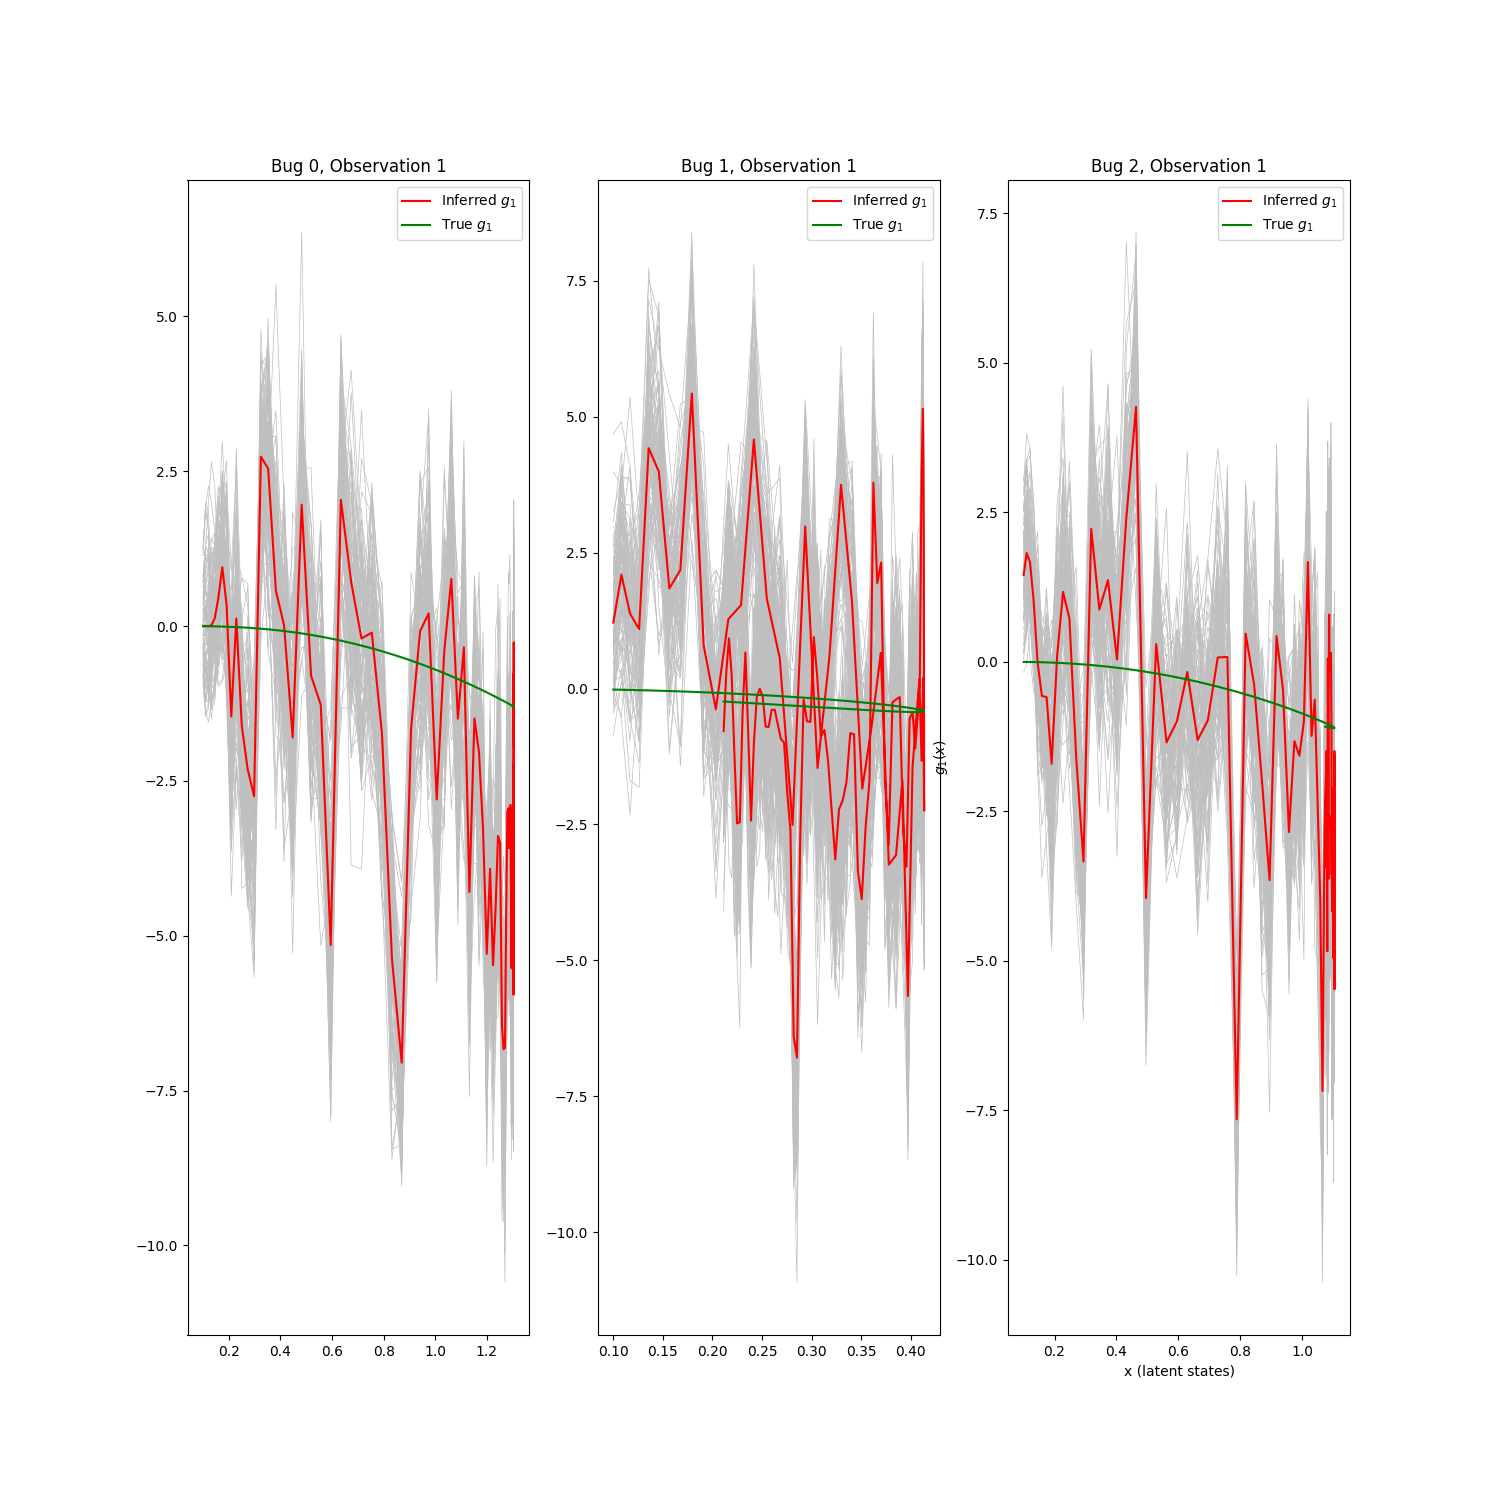 Bug 0, Observation 1
Inferred g₁
True g₁
5.0
2.5
0.0
−2.5
−5.0
−7.5
−10.0
0.2 0.4 0.6 0.8 1.0 1.2
Bug 1, Observation 1
Inferred g₁
True g₁
7.5
5.0
2.5
0.0
−2.5
−5.0
−7.5
−10.0
0.10 0.15 0.20 0.25 0.30 0.35 0.40
Bug 2, Observation 1
Inferred g₁
True g₁
g₁(x)
7.5
5.0
2.5
0.0
−2.5
−5.0
−7.5
−10.0
0.2 0.4 0.6 0.8 1.0
x (latent states)